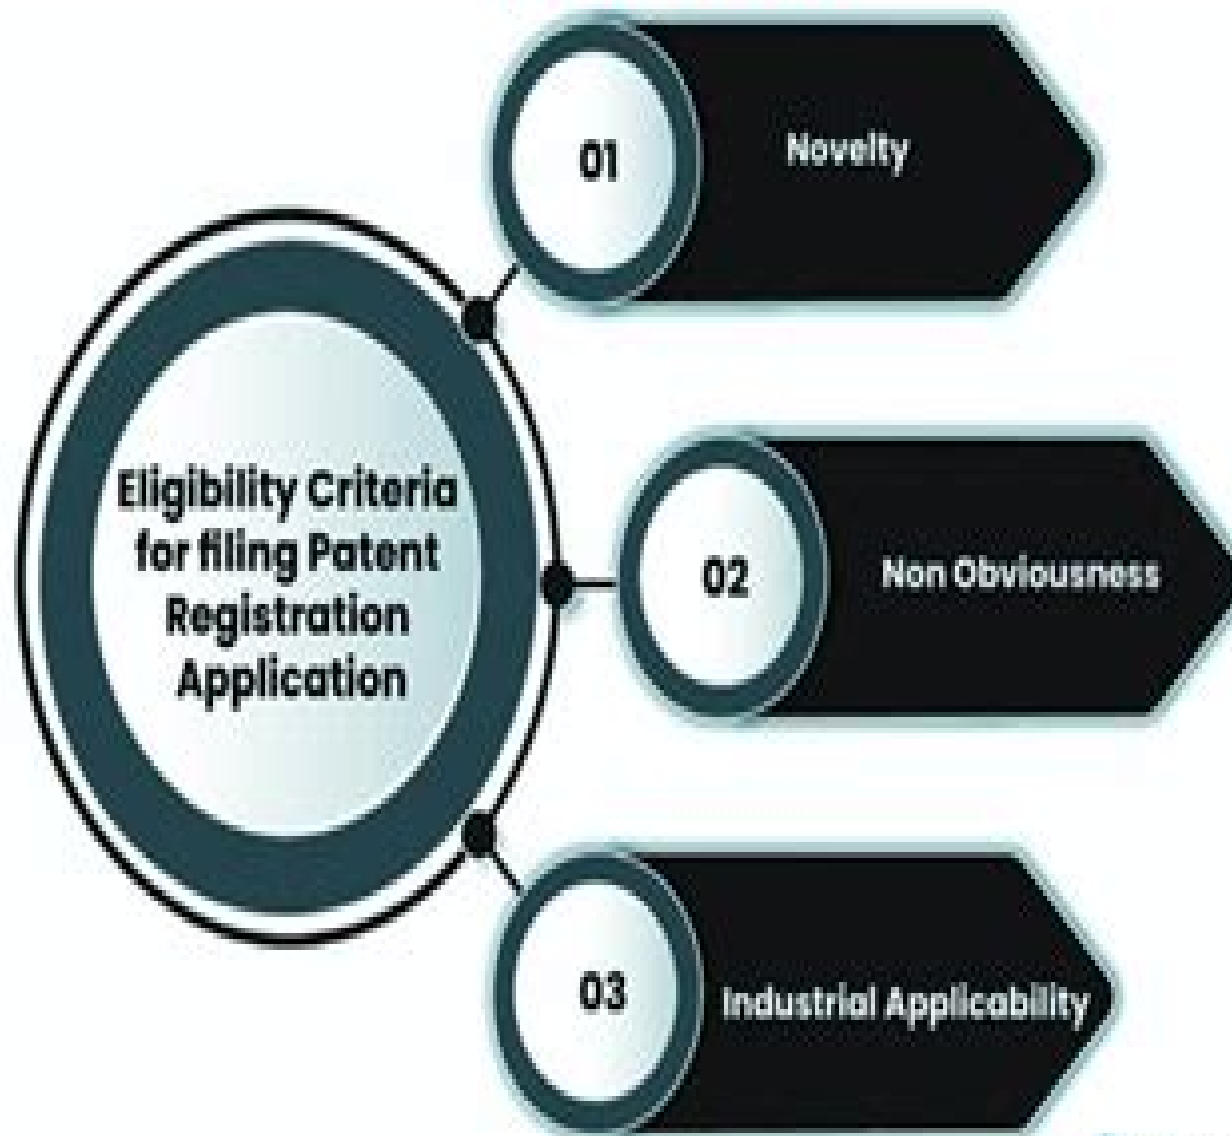 Eligibility Criteria
for filing Patent
Registration
Application
01
Novelty
02
Non Obviousness
03
Industrial Applicability